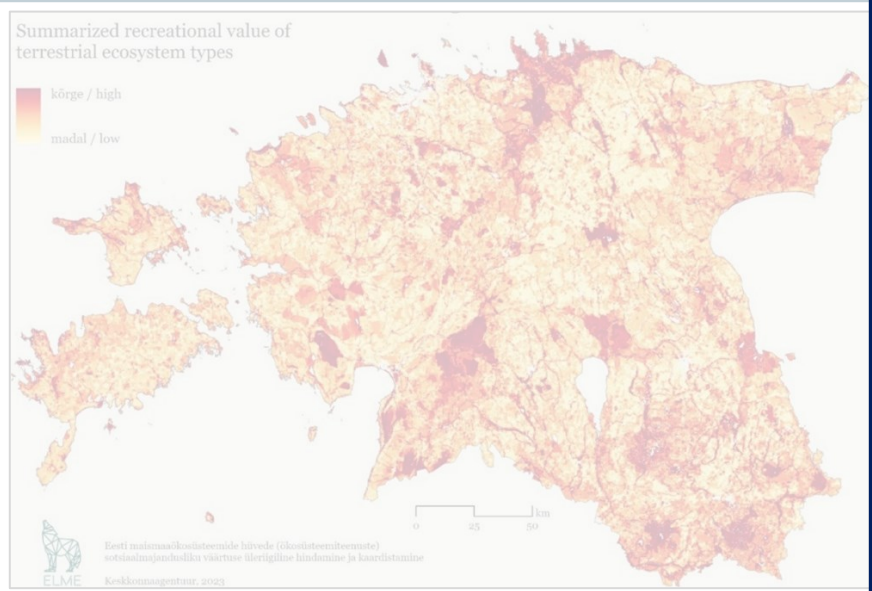 Summarized recreational value of
terrestrial ecosystem types
kõrge / high
madal / low
km
0 25 50
Eesti maismaaökosüsteemide hüvede (ökosüsteemiteenuste)
sotsiaalmajandusliku väärtuse üleriigiline hindamine ja kaardistamine
ELME
Keskkonnaagentuur, 2023